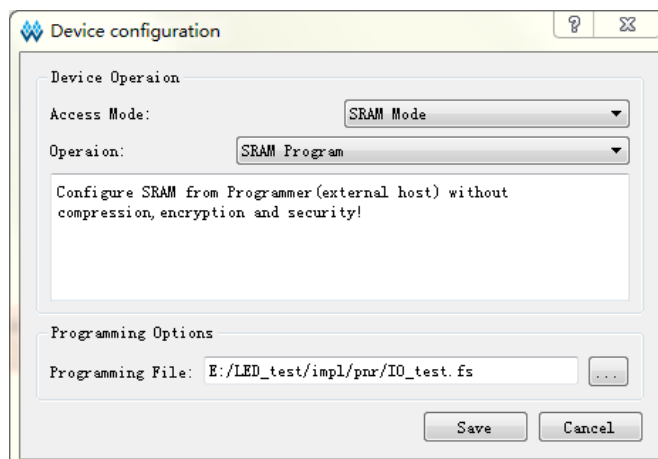 Device configuration
Device Operaion
Access Mode: SRAM Mode
Operaion: SRAM Program
Configure SRAM from Programmer(external host) without
compression,encryption and security!
Programming Options
Programming File: E:/LED_test/impl/pnr/IO_test.fs ...
Save Cancel